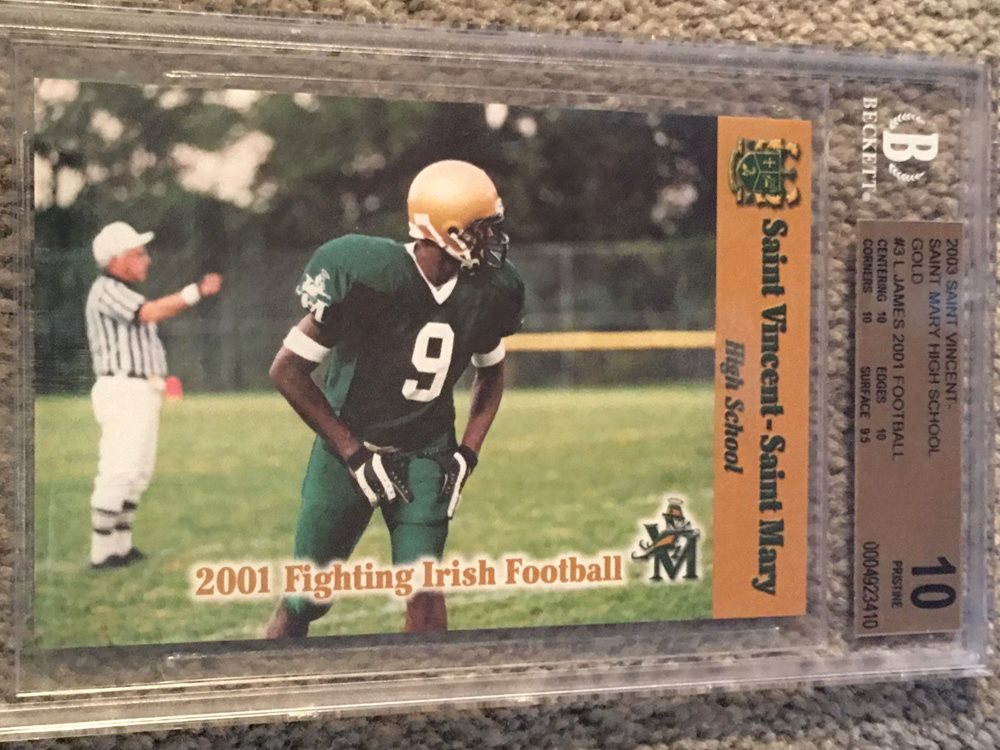 BECKETT
2003 SAINT VINCENT-
SAINT MARY HIGH SCHOOL
GOLD
#3 L.JAMES 2001 FOOTBALL
CENTERING 10 EDGES 10
CORNERS 10 SURFACE 9.5
10
PRISTINE
0004923410
Saint Vincent-Saint Mary
High School
9
2001 Fighting Irish Football
VM